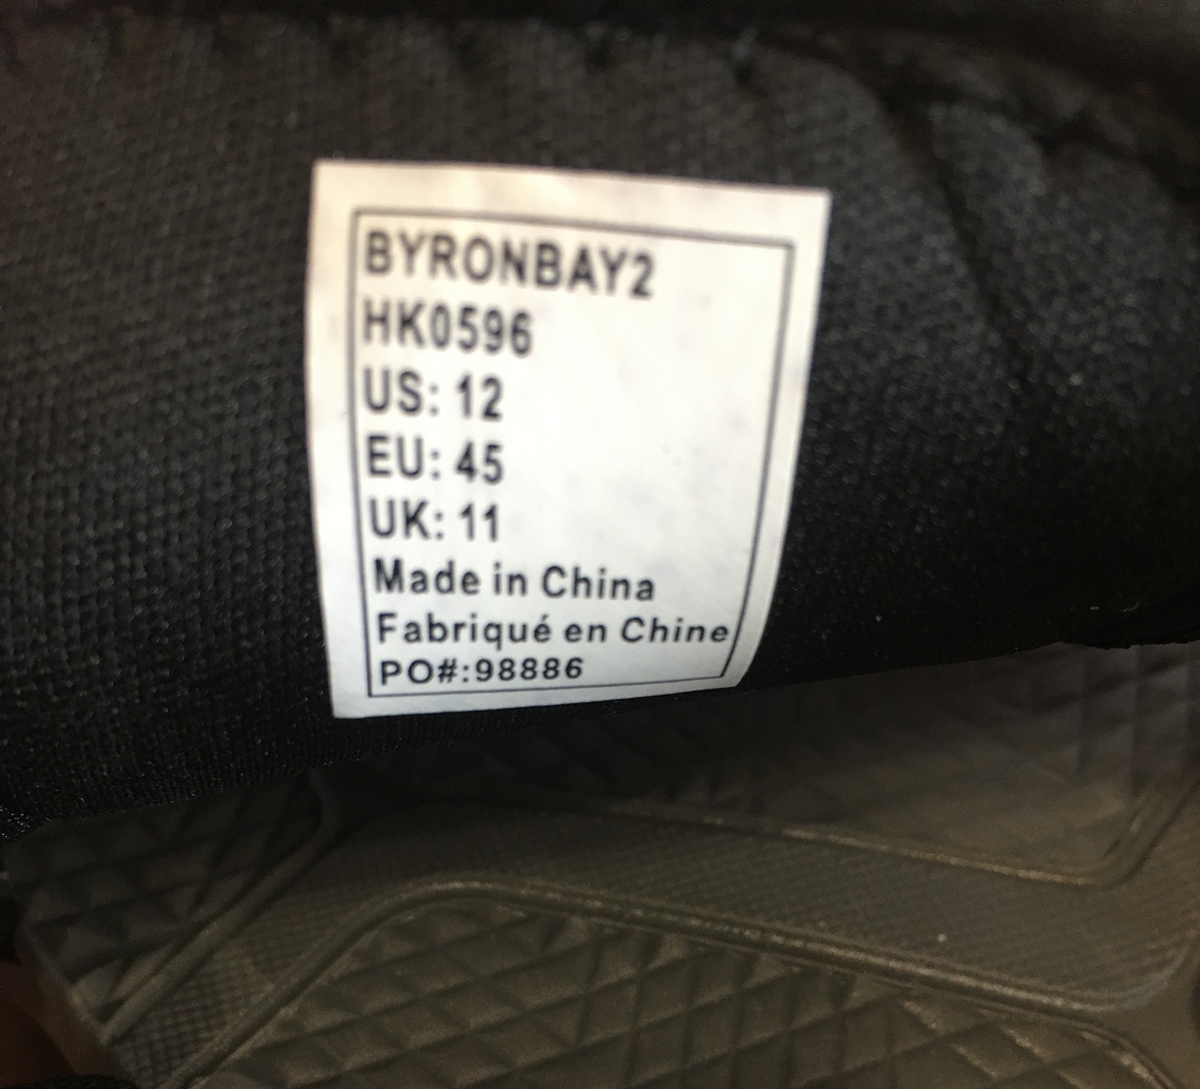 BYRONBAY2
HK0596
US: 12
EU: 45
UK: 11
Made in China
Fabriqué en Chine
PO#:98886